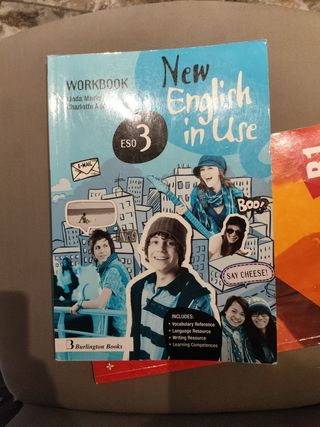 WORKBOOK
New
English
in Use
ESO 3
E-MAIL
BOO!
SAY CHEESE!
INCLUDES:
• Vocabulary Reference
• Language Resource
• Writing Resource
• Learning Competences
B Burlington Books
B1